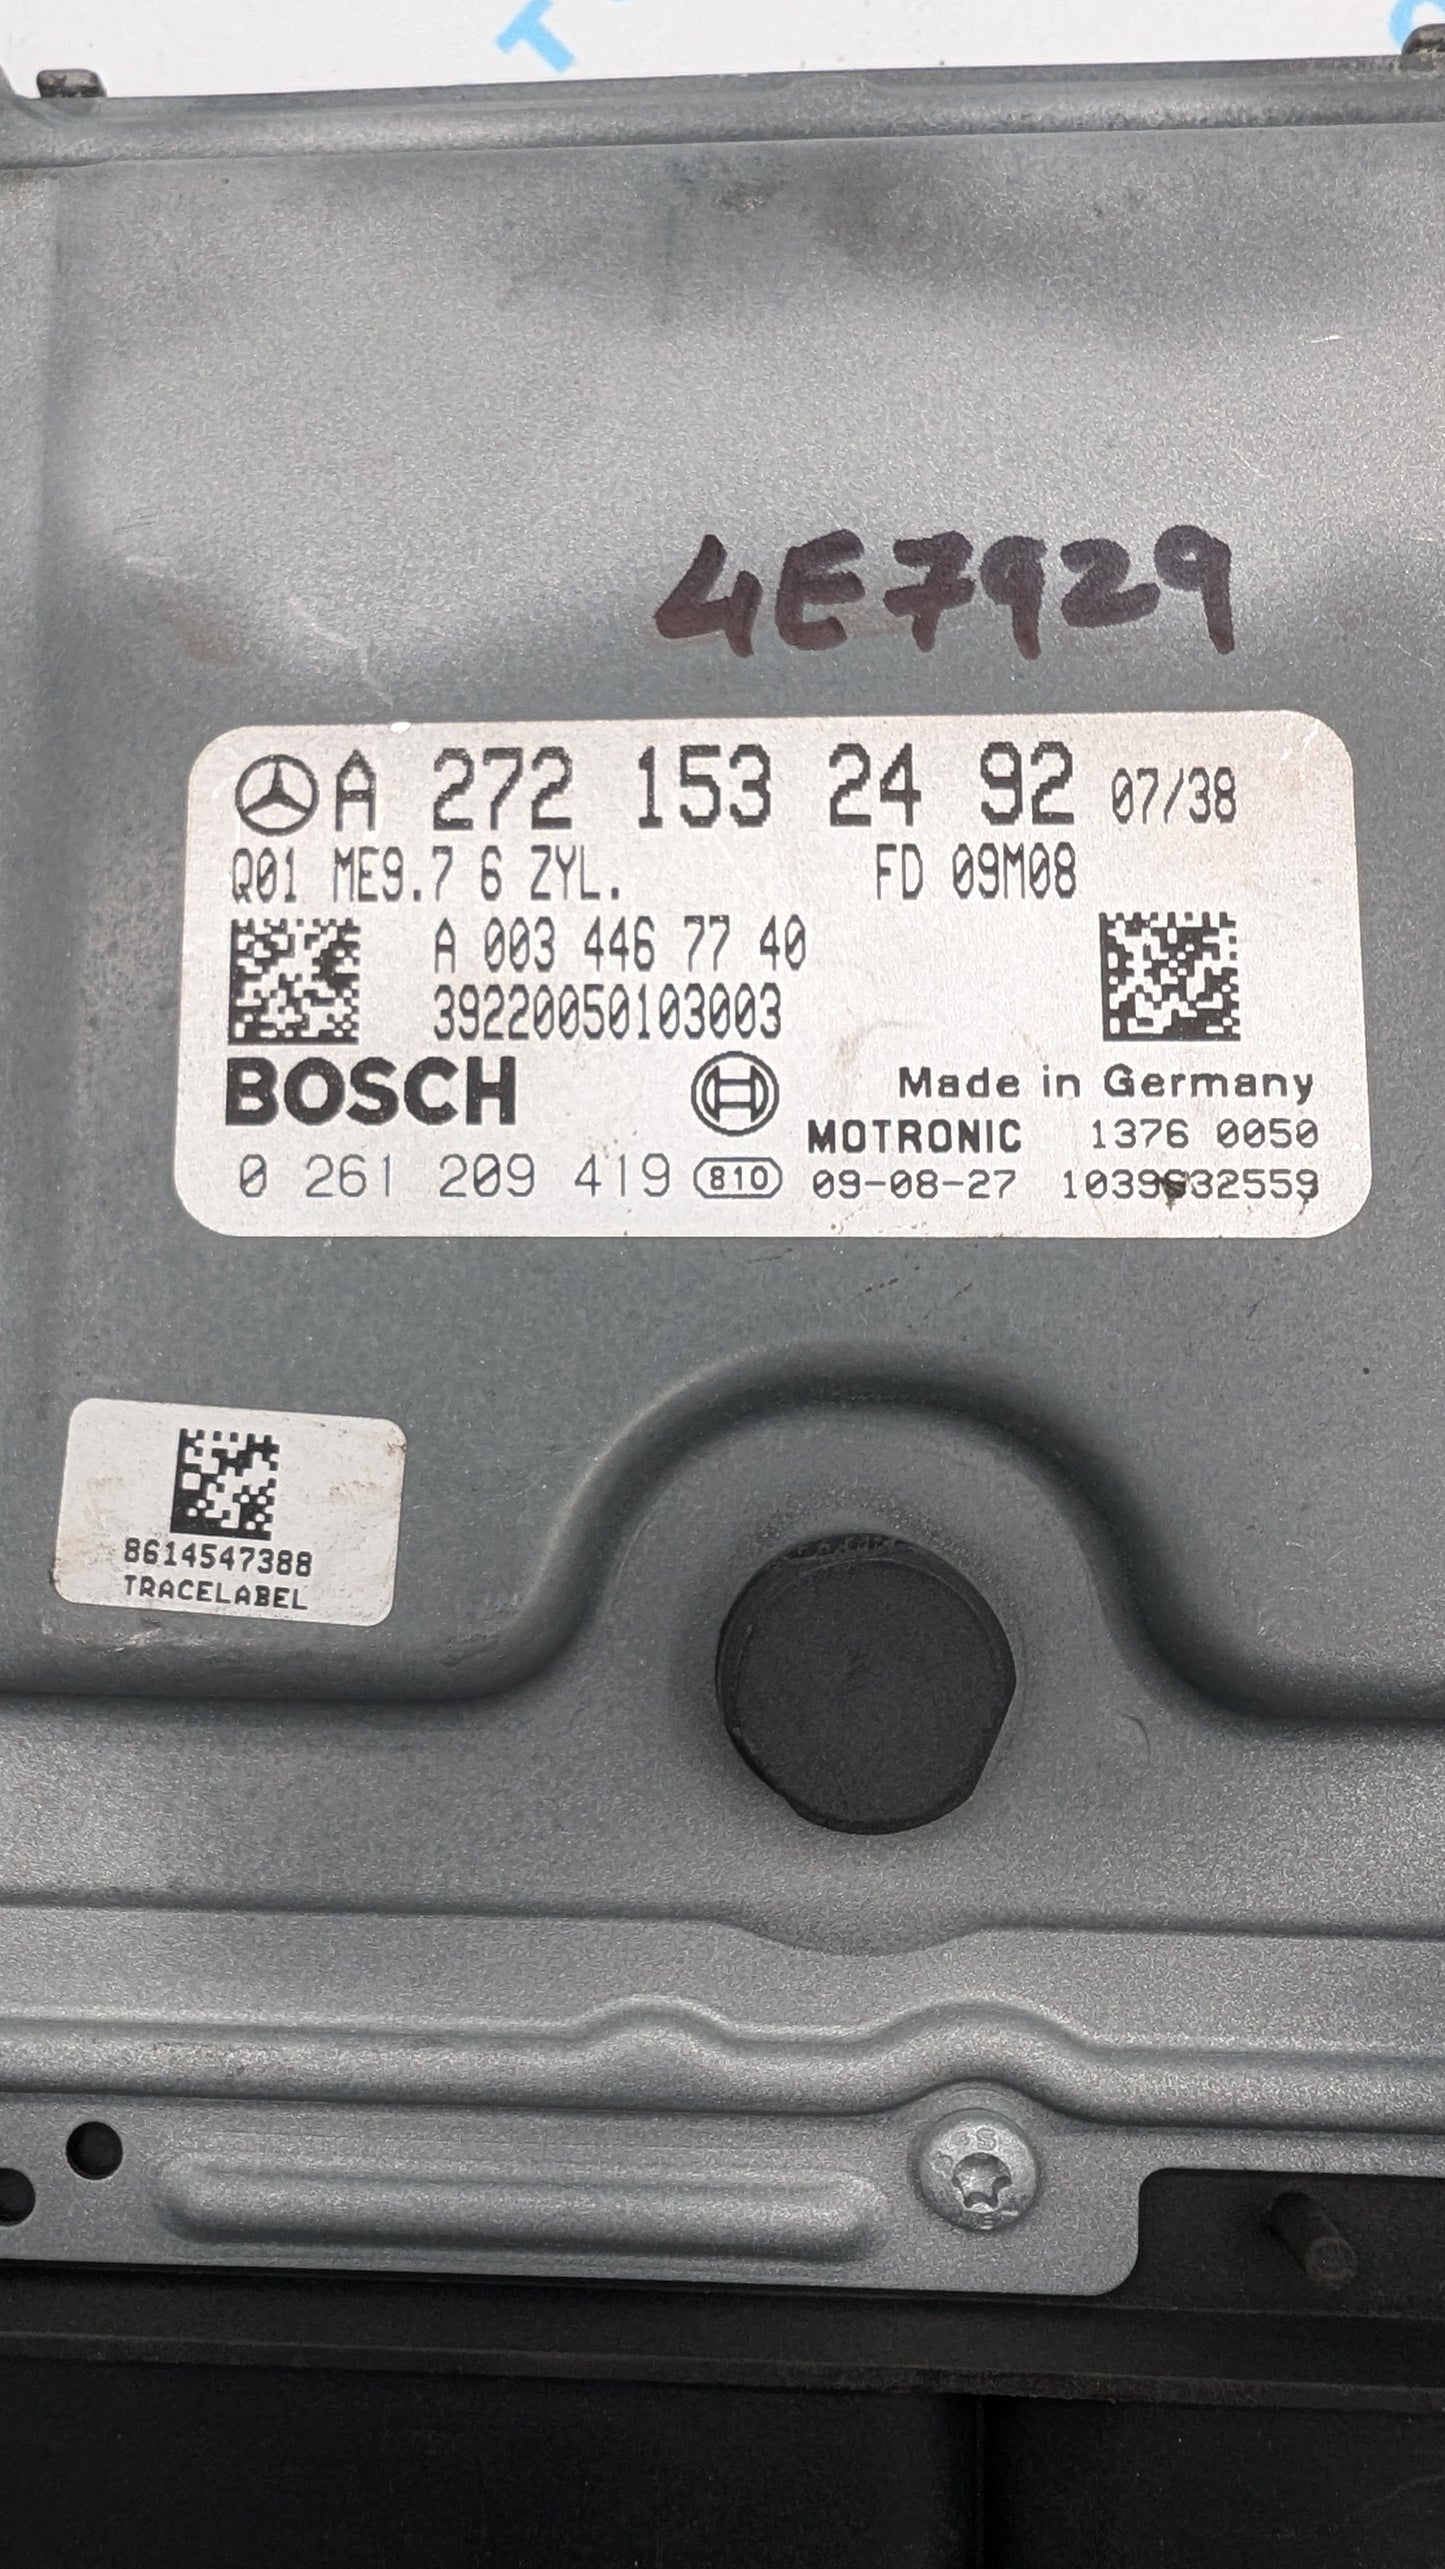 4E7929
A 272 153 24 92 07/38
Q01 ME9.7 6 ZYL. FD 09M08
A 003 446 77 40
39220050103003
BOSCH
Made in Germany
MOTRONIC 1376 0050
0 261 209 419 810 09-08-27 1039S32559
8614547388
TRACELABEL